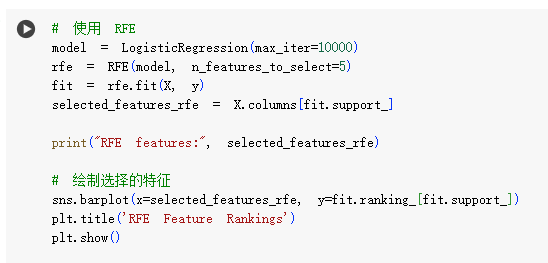 # 使用 RFE
model = LogisticRegression(max_iter=10000)
rfe = RFE(model, n_features_to_select=5)
fit = rfe.fit(X, y)
selected_features_rfe = X.columns[fit.support_]
print("RFE features:", selected_features_rfe)
# 绘制选择的特征
sns.barplot(x=selected_features_rfe, y=fit.ranking_[fit.support_])
plt.title('RFE Feature Rankings')
plt.show()